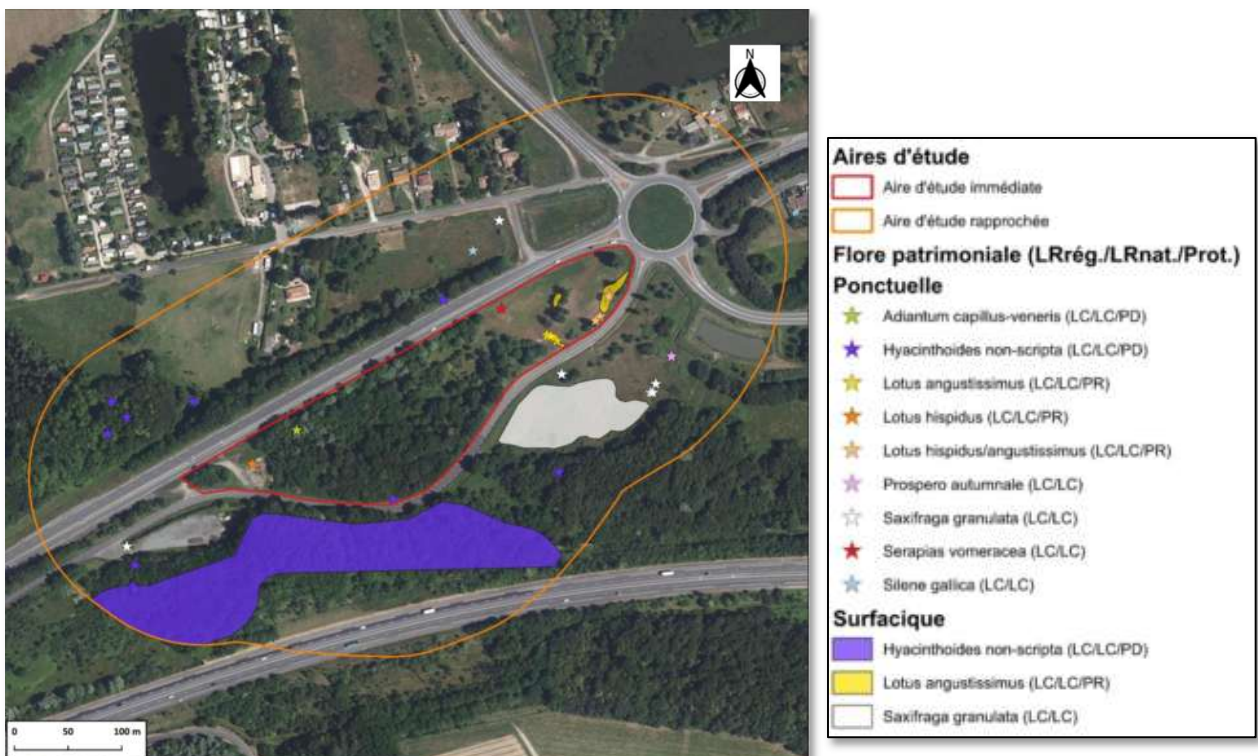 N
0 50 100 m
Aires d'étude
Aire d'étude immédiate
Aire d'étude rapprochée
Flore patrimoniale (LRrég./LRnat./Prot.)
Ponctuelle
Adiantum capillus-veneris (LC/LC/PD)
Hyacinthoides non-scripta (LC/LC/PD)
Lotus angustissimus (LC/LC/PR)
Lotus hispidus (LC/LC/PR)
Lotus hispidus/angustissimus (LC/LC/PR)
Prospero autumnale (LC/LC)
Saxifraga granulata (LC/LC)
Serapias vomeracea (LC/LC)
Silene gallica (LC/LC)
Surfacique
Hyacinthoides non-scripta (LC/LC/PD)
Lotus angustissimus (LC/LC/PR)
Saxifraga granulata (LC/LC)